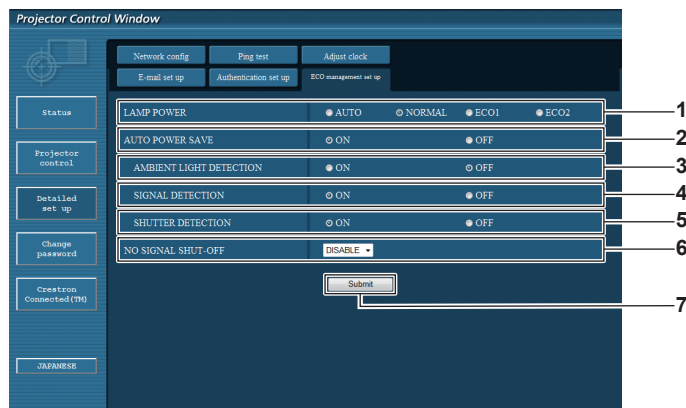 Projector Control Window
Network config Ping test Adjust clock
E-mail set up Authentication set up ECO management set up
Status
Projector
control
Detailed
set up
Change
password
Crestron
Connected(TM)
JAPANESE
LAMP POWER AUTO NORMAL ECO1 ECO2 1
AUTO POWER SAVE ON OFF 2
AMBIENT LIGHT DETECTION ON OFF 3
SIGNAL DETECTION ON OFF 4
SHUTTER DETECTION ON OFF 5
NO SIGNAL SHUT-OFF DISABLE 6
Submit 7